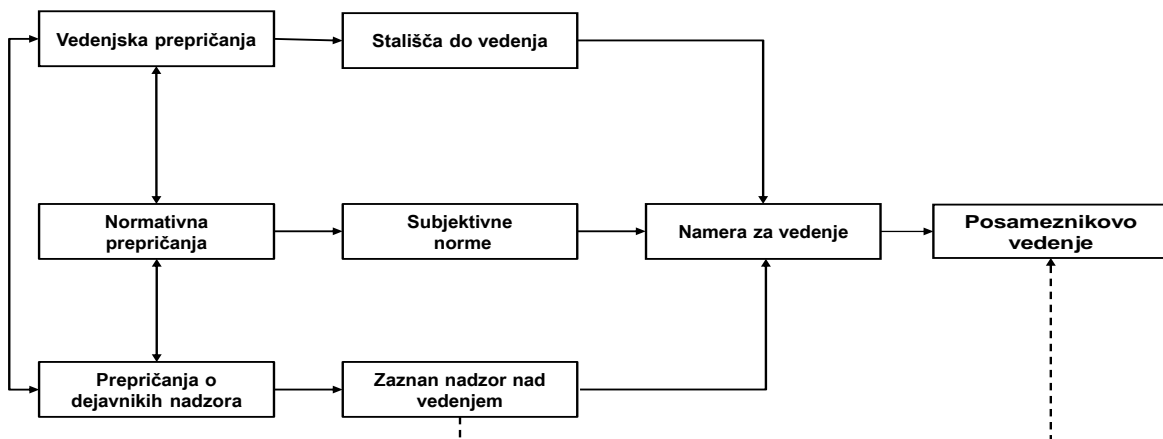 Vedenjska prepričanja
Stališča do vedenja
Normativna
prepričanja
Subjektivne
norme
Namera za vedenje
Posameznikovo
vedenje
Prepričanja o
dejavnikih nadzora
Zaznan nadzor nad
vedenjem